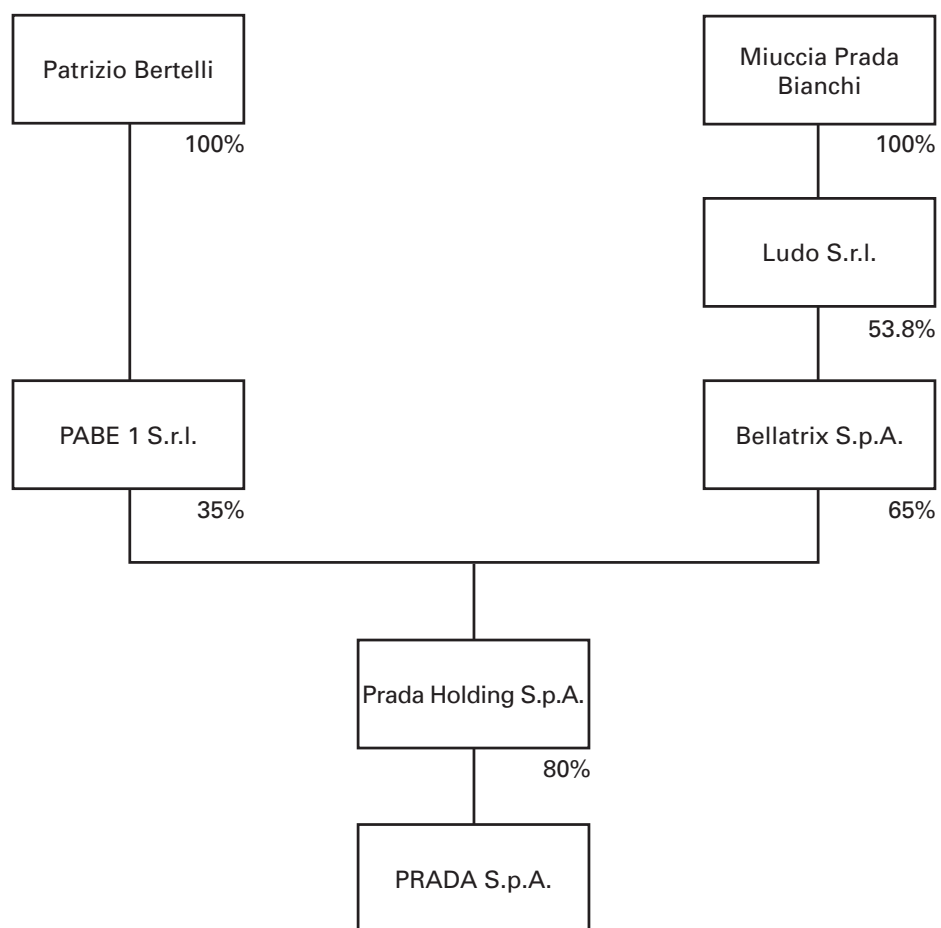 Patrizio Bertelli
Miuccia Prada
Bianchi
100%
100%
Ludo S.r.l.
53.8%
PABE 1 S.r.l.
Bellatrix S.p.A.
35%
65%
Prada Holding S.p.A.
80%
PRADA S.p.A.